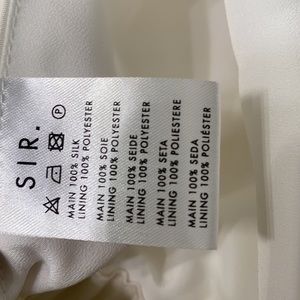 SIR.
P
MAIN 100% SILK
LINING 100% POLYESTER
MAIN 100% SOIE
LINING 100% POLYESTER
MAIN 100% SEIDE
LINING 100% POLYESTER
MAIN 100% SETA
LINING 100% POLIESTERE
MAIN 100% SEDA
LINING 100% POLIÉSTER